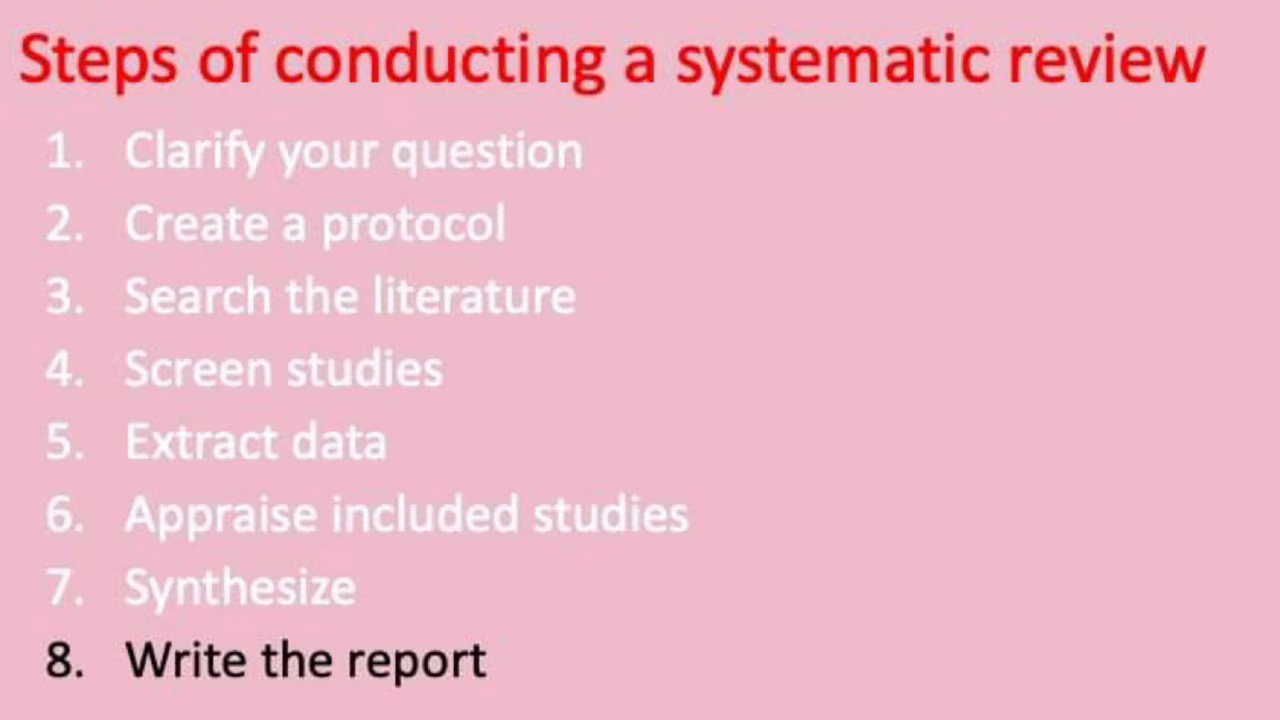 Steps of conducting a systematic review
1. Clarify your question
2. Create a protocol
3. Search the literature
4. Screen studies
5. Extract data
6. Appraise included studies
7. Synthesize
8. Write the report